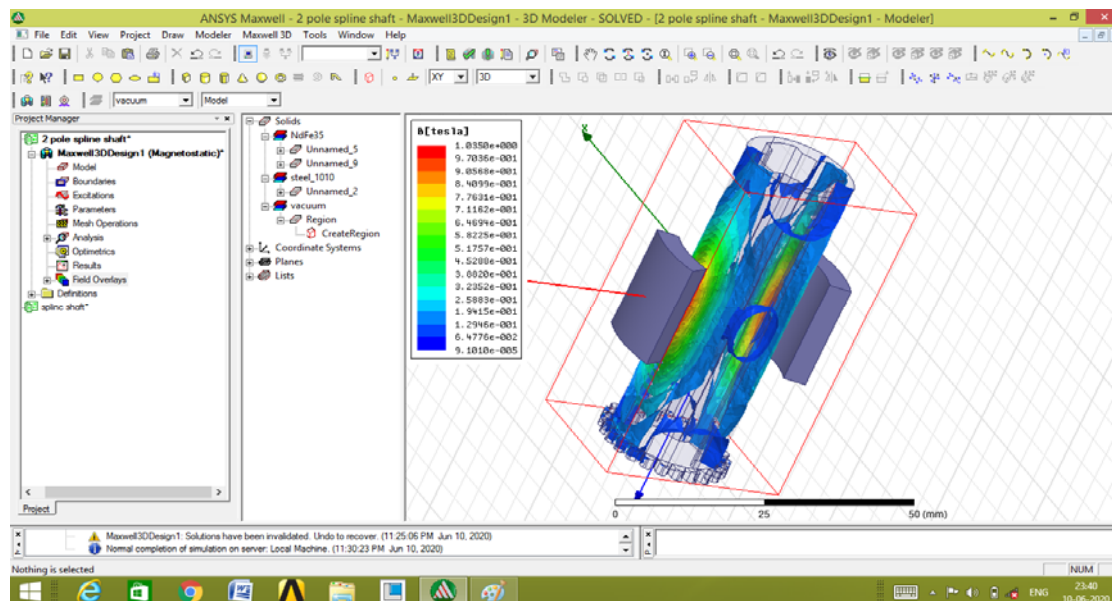 ANSYS Maxwell - 2 pole spline shaft - Maxwell3DDesign1 - 3D Modeler - SOLVED - [2 pole spline shaft - Maxwell3DDesign1 - Modeler]
File Edit View Project Draw Modeler Maxwell 3D Tools Window Help
XY 3D
vacuum Model
Project Manager
2 pole spline shaft*
Maxwell3DDesign1 (Magnetostatic)*
Model
Boundaries
Excitations
Parameters
Mesh Operations
Analysis
Optimetrics
Results
Field Overlays
Definitions
spline shaft*
Project
Solids
NdFe35
Unnamed_5
Unnamed_9
steel_1010
Unnamed_2
vacuum
Region
CreateRegion
Coordinate Systems
Planes
Lists
B[tesla]
1.0350e+000
9.7036e-001
9.0568e-001
8.4099e-001
7.7631e-001
7.1162e-001
6.4694e-001
5.8225e-001
5.1757e-001
4.5288e-001
3.8820e-001
3.2352e-001
2.5883e-001
1.9415e-001
1.2946e-001
6.4776e-002
9.1010e-005
0 25 50 (mm)
Maxwell3DDesign1: Solutions have been invalidated. Undo to recover. (11:25:06 PM Jun 10, 2020)
Normal completion of simulation on server: Local Machine. (11:30:23 PM Jun 10, 2020)
Nothing is selected
NUM
ENG
23:40
10-06-2020